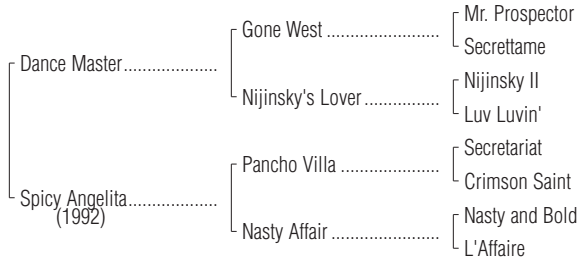 Mr. Prospector
Gone West .......................
Secrettame
Dance Master....................
Nijinsky II
Nijinsky's Lover ................
Luv Luvin'
Secretariat
Pancho Villa .....................
Crimson Saint
Spicy Angelita...................
(1992)
Nasty and Bold
Nasty Affair .......................
L'Affaire